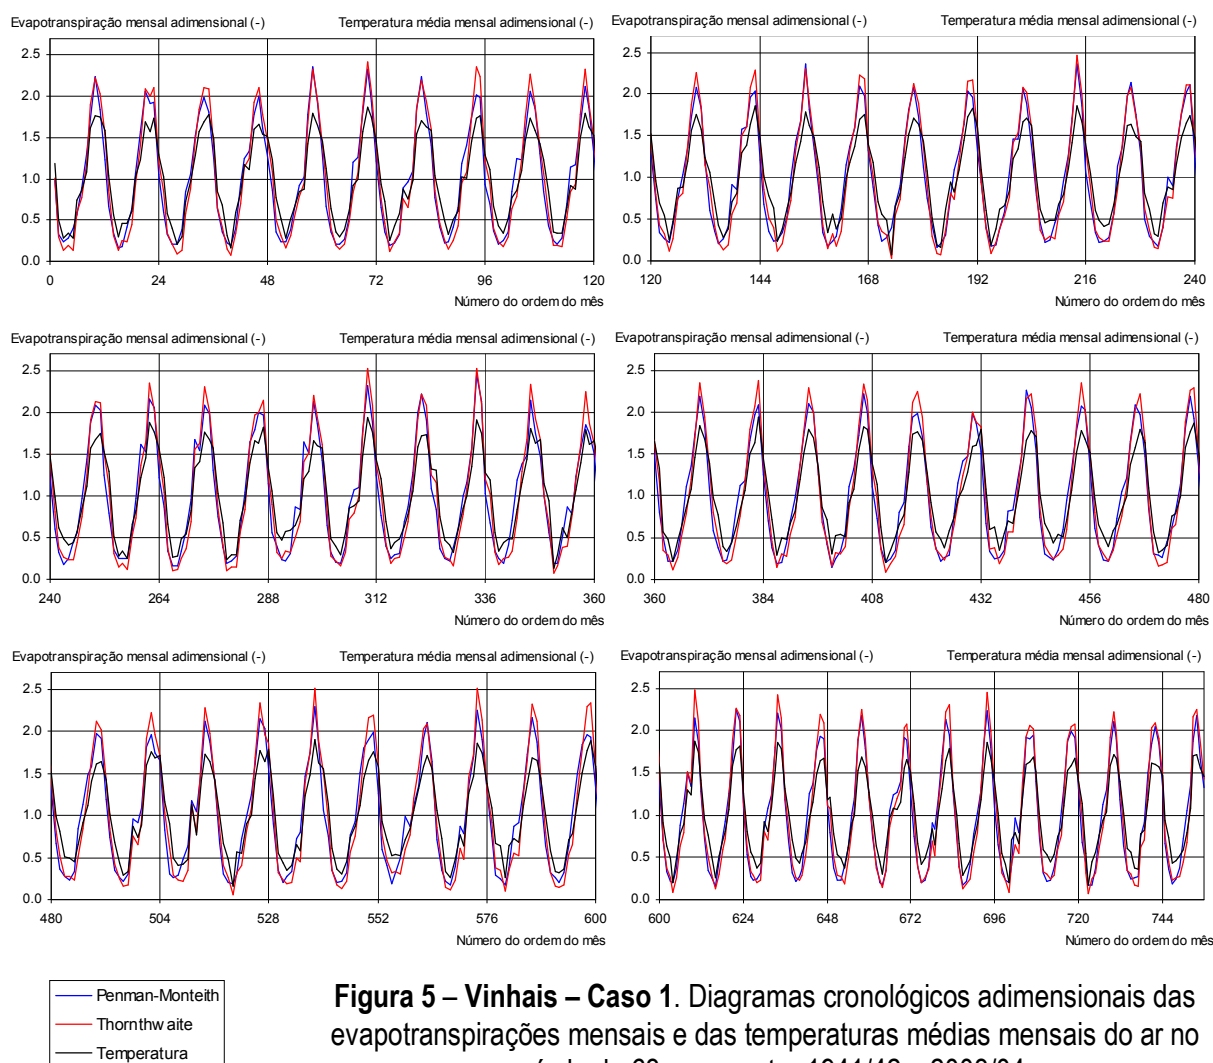 Evapotranspiração mensal adimensional (-) Temperatura média mensal adimensional (-)
2.5
2.0
1.5
1.0
0.5
0.0
0 24 48 72 96 120
Número do ordem do mês
Evapotranspiração mensal adimensional (-) Temperatura média mensal adimensional (-)
2.5
2.0
1.5
1.0
0.5
0.0
120 144 168 192 216 240
Número do ordem do mês
Evapotranspiração mensal adimensional (-) Temperatura média mensal adimensional (-)
2.5
2.0
1.5
1.0
0.5
0.0
240 264 288 312 336 360
Número do ordem do mês
Evapotranspiração mensal adimensional (-) Temperatura média mensal adimensional (-)
2.5
2.0
1.5
1.0
0.5
0.0
360 384 408 432 456 480
Número do ordem do mês
Evapotranspiração mensal adimensional (-) Temperatura média mensal adimensional (-)
2.5
2.0
1.5
1.0
0.5
0.0
480 504 528 552 576 600
Número do ordem do mês
Evapotranspiração mensal adimensional (-) Temperatura média mensal adimensional (-)
2.5
2.0
1.5
1.0
0.5
0.0
600 624 648 672 696 720 744
Número do ordem do mês
Penman-Monteith
Thornthwaite
Temperatura
Figura 5 – Vinhais – Caso 1. Diagramas cronológicos adimensionais das
evapotranspirações mensais e das temperaturas médias mensais do ar no